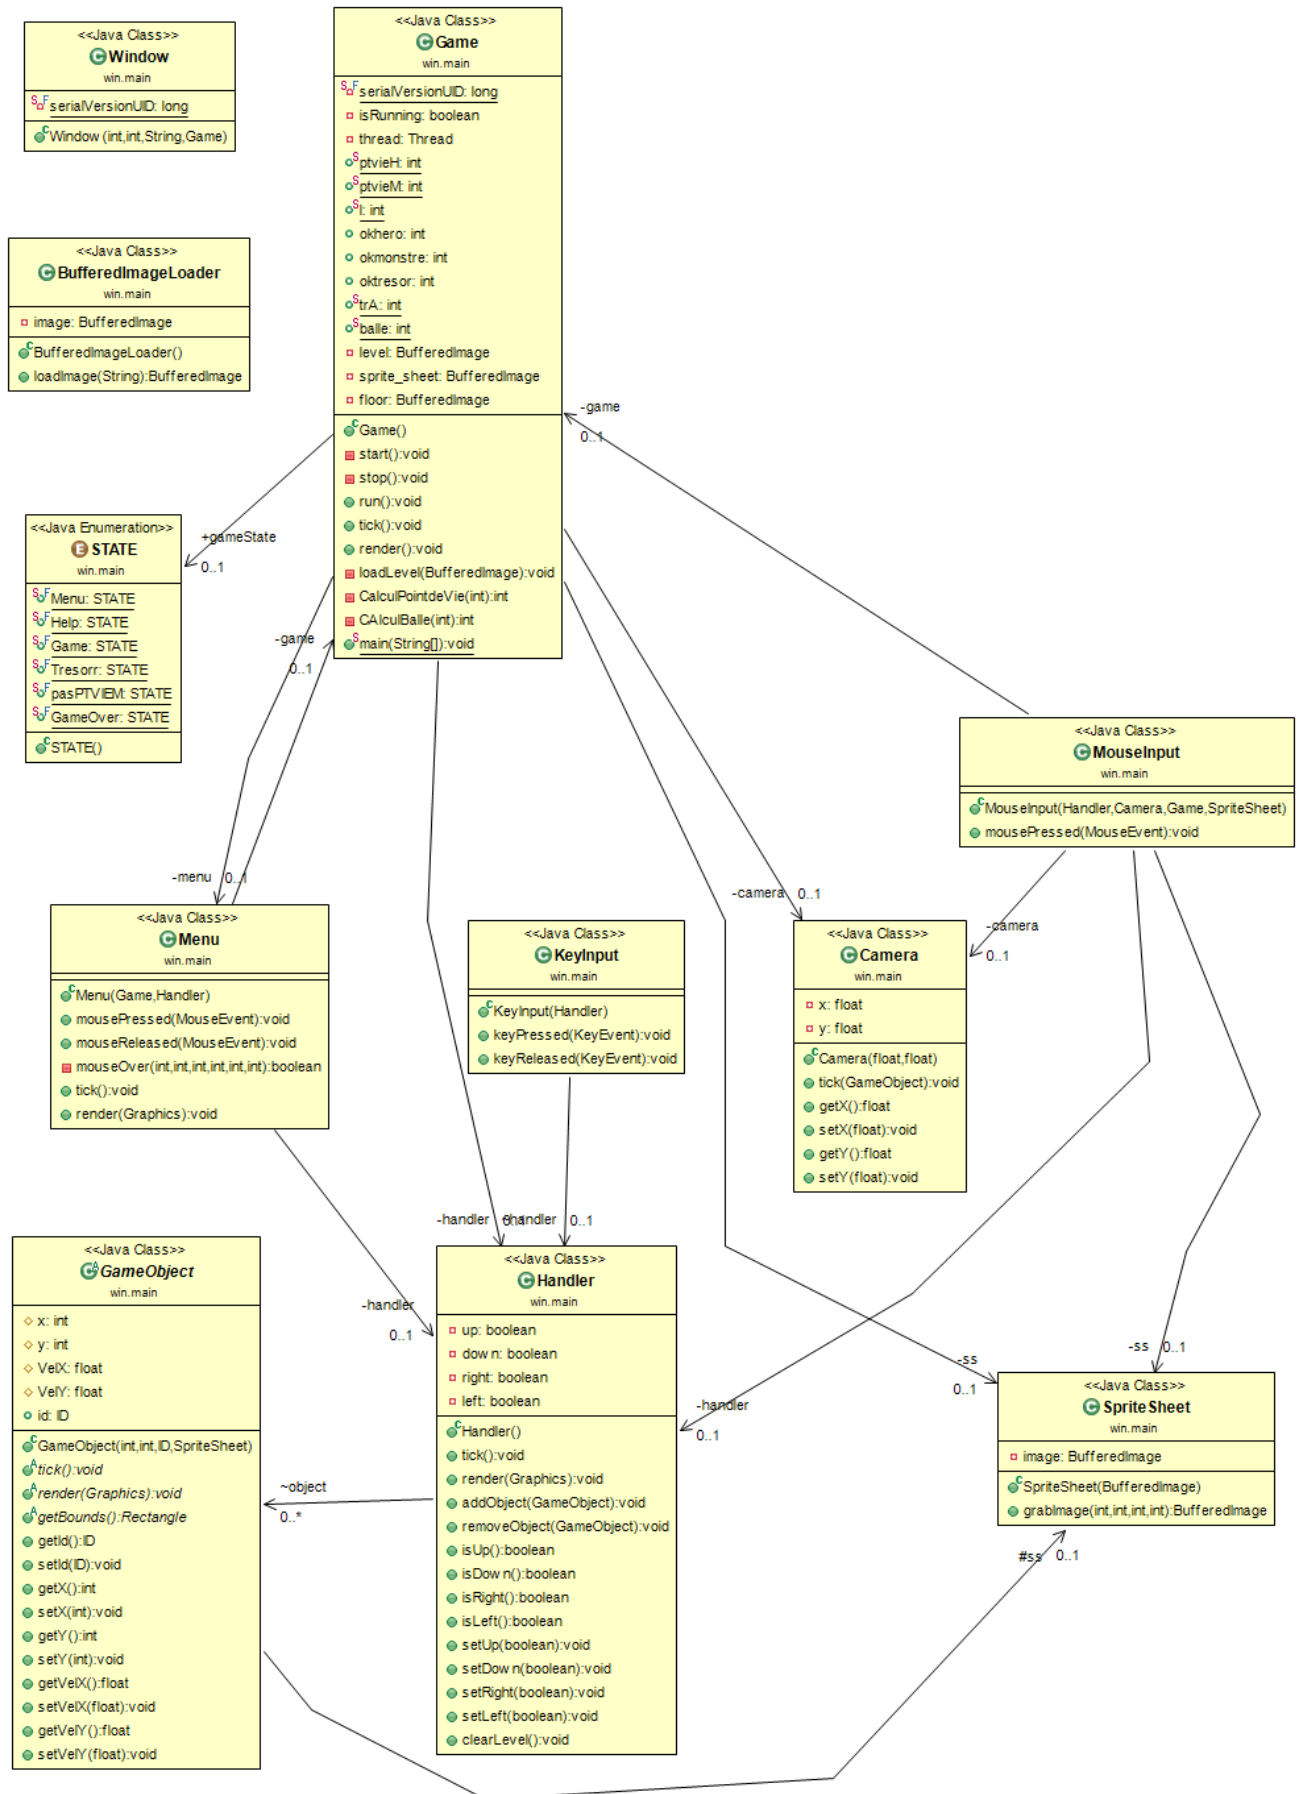 <<Java Class>>
Window
win.main
serialVersionUID: long
Window(int,int,String,Game)
<<Java Class>>
BufferedImageLoader
win.main
image: BufferedImage
BufferedImageLoader()
loadImage(String):BufferedImage
<<Java Class>>
Game
win.main
serialVersionUID: long
isRunning: boolean
thread: Thread
ptvieH: int
ptvieM: int
l: int
okhero: int
okmonstre: int
oktresor: int
trA: int
balle: int
level: BufferedImage
sprite_sheet: BufferedImage
floor: BufferedImage
Game()
start():void
stop():void
run():void
tick():void
render():void
loadLevel(BufferedImage):void
CalculPointdeVie(int):int
CAlculBalle(int):int
main(String[]):void
-game
0..1
+gameState
0..1
<<Java Enumeration>>
STATE
win.main
Menu: STATE
Help: STATE
Game: STATE
Tresorr: STATE
pasPTVIEM: STATE
GameOver: STATE
STATE()
-game
0..1
<<Java Class>>
MouseInput
win.main
MouseInput(Handler,Camera,Game,SpriteSheet)
mousePressed(MouseEvent):void
-menu
0..1
-camera
0..1
-camera
0..1
<<Java Class>>
Menu
win.main
Menu(Game,Handler)
mousePressed(MouseEvent):void
mouseReleased(MouseEvent):void
mouseOver(int,int,int,int,int,int):boolean
tick():void
render(Graphics):void
<<Java Class>>
KeyInput
win.main
KeyInput(Handler)
keyPressed(KeyEvent):void
keyReleased(KeyEvent):void
<<Java Class>>
Camera
win.main
x: float
y: float
Camera(float,float)
tick(GameObject):void
getX():float
setX(float):void
getY():float
setY(float):void
-handler
0..1
-handler
0..1
-handler
0..1
<<Java Class>>
GameObject
win.main
x: int
y: int
VelX: float
VelY: float
id: ID
GameObject(int,int,ID,SpriteSheet)
tick():void
render(Graphics):void
getBounds():Rectangle
getId():ID
setId(ID):void
getX():int
setX(int):void
getY():int
setY(int):void
getVelX():float
setVelX(float):void
getVelY():float
setVelY(float):void
~object
0..*
<<Java Class>>
Handler
win.main
up: boolean
down: boolean
right: boolean
left: boolean
Handler()
tick():void
render(Graphics):void
addObject(GameObject):void
removeObject(GameObject):void
isUp():boolean
isDown():boolean
isRight():boolean
isLeft():boolean
setUp(boolean):void
setDown(boolean):void
setRight(boolean):void
setLeft(boolean):void
clearLevel():void
-handler
0..1
-ss
0..1
-ss
0..1
<<Java Class>>
SpriteSheet
win.main
image: BufferedImage
SpriteSheet(BufferedImage)
grabImage(int,int,int,int):BufferedImage
#ss
0..1